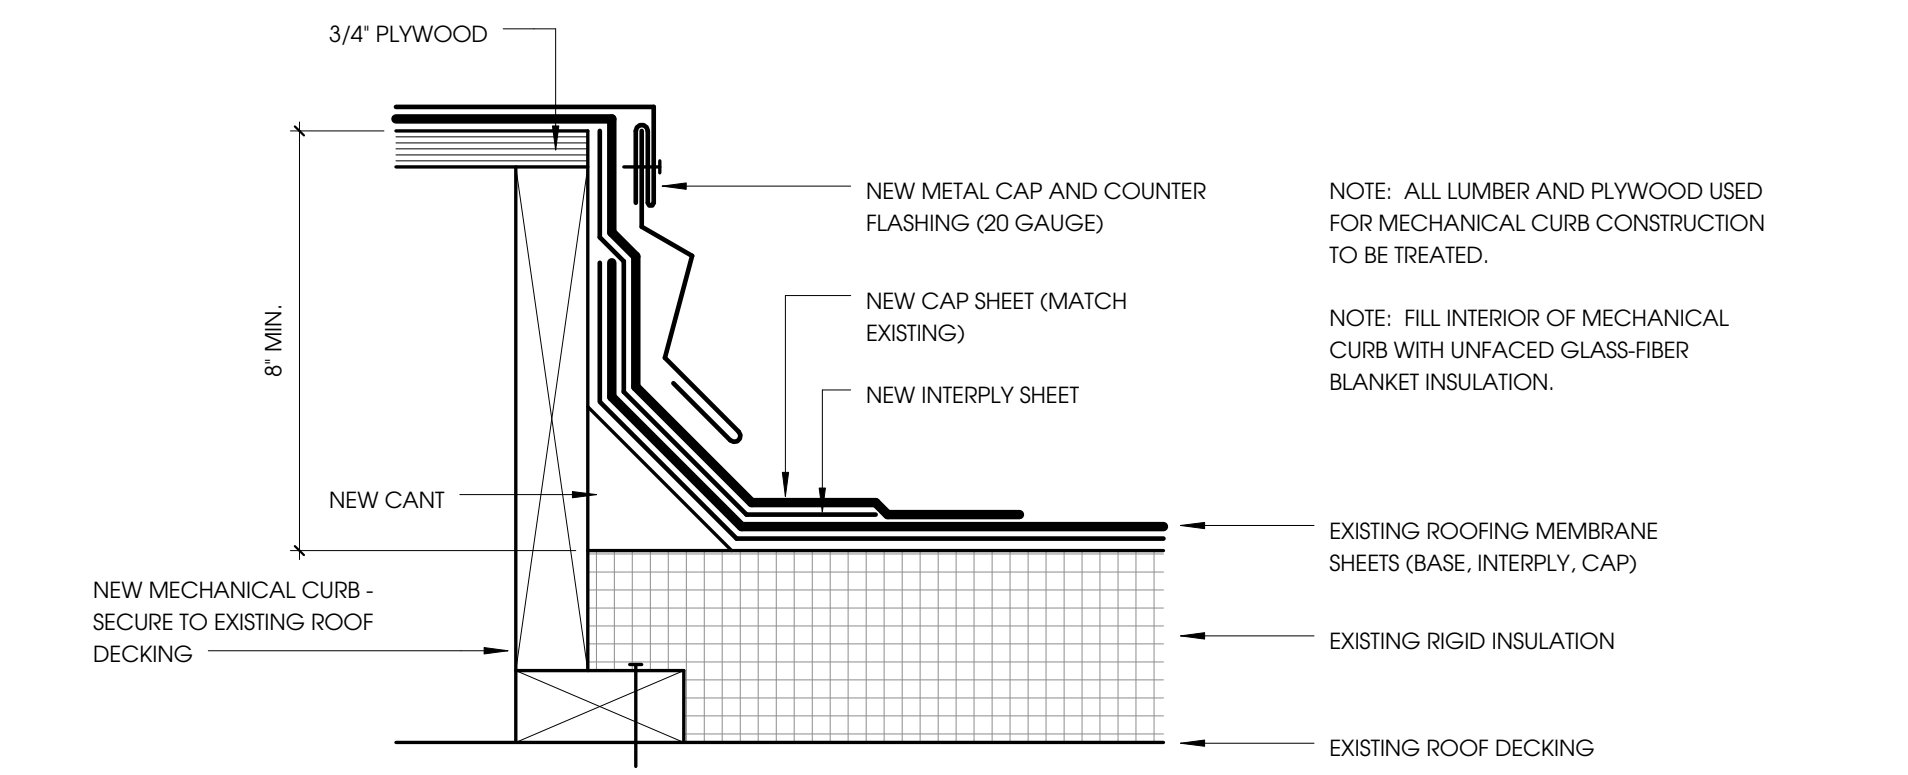 3/4" PLYWOOD
8" MIN.
NEW CANT
NEW MECHANICAL CURB -
SECURE TO EXISTING ROOF
DECKING
NEW METAL CAP AND COUNTER
FLASHING (20 GAUGE)
NEW CAP SHEET (MATCH
EXISTING)
NEW INTERPLY SHEET
NOTE: ALL LUMBER AND PLYWOOD USED
FOR MECHANICAL CURB CONSTRUCTION
TO BE TREATED.
NOTE: FILL INTERIOR OF MECHANICAL
CURB WITH UNFACED GLASS-FIBER
BLANKET INSULATION.
EXISTING ROOFING MEMBRANE
SHEETS (BASE, INTERPLY, CAP)
EXISTING RIGID INSULATION
EXISTING ROOF DECKING